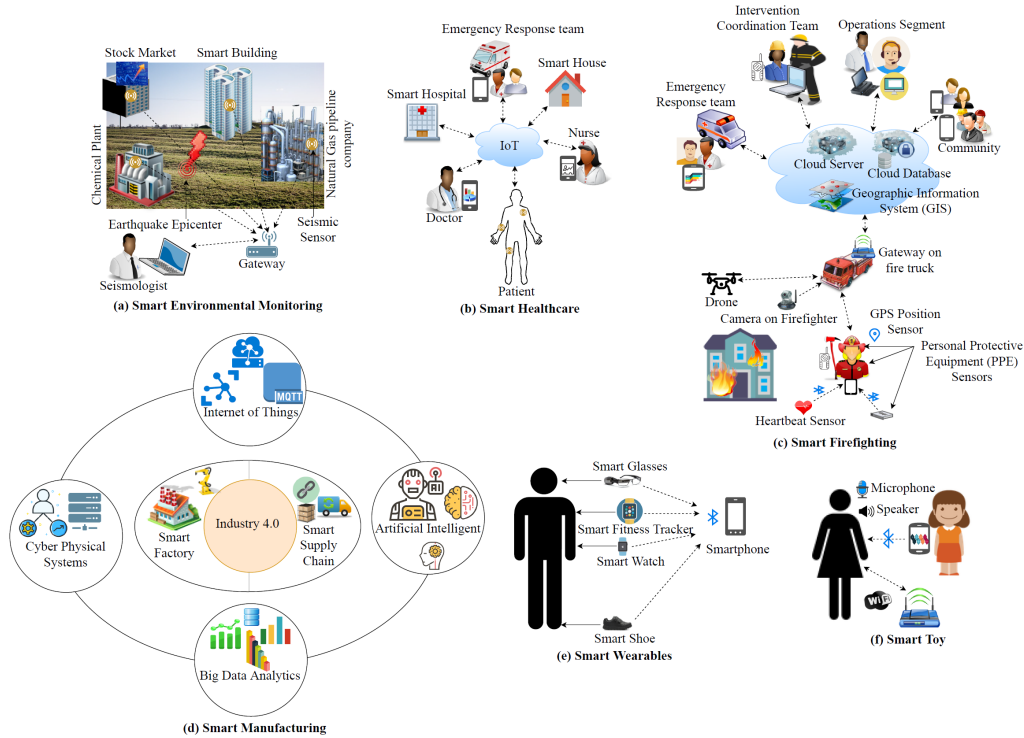 Stock Market
Smart Building
Chemical Plant
Natural Gas pipeline
company
Earthquake Epicenter
Seismic
Sensor
Gateway
Seismologist
(a) Smart Environmental Monitoring
Emergency Response team
Smart Hospital
Smart House
IoT
Nurse
Doctor
Patient
(b) Smart Healthcare
Intervention
Coordination Team
Operations Segment
Emergency
Response team
Community
Cloud Server
Cloud Database
Geographic Information
System (GIS)
Gateway on
fire truck
Drone
Camera on Firefighter
GPS Position
Sensor
Personal Protective
Equipment (PPE)
Sensors
Heartbeat Sensor
(c) Smart Firefighting
MQTT
Internet of Things
Cyber Physical
Systems
Smart
Factory
Industry 4.0
Smart
Supply
Chain
AI
Artificial Intelligent
Big Data Analytics
(d) Smart Manufacturing
Smart Glasses
Smart Fitness Tracker
Smart Watch
Smartphone
Smart Shoe
(e) Smart Wearables
Microphone
Speaker
WiFi
(f) Smart Toy